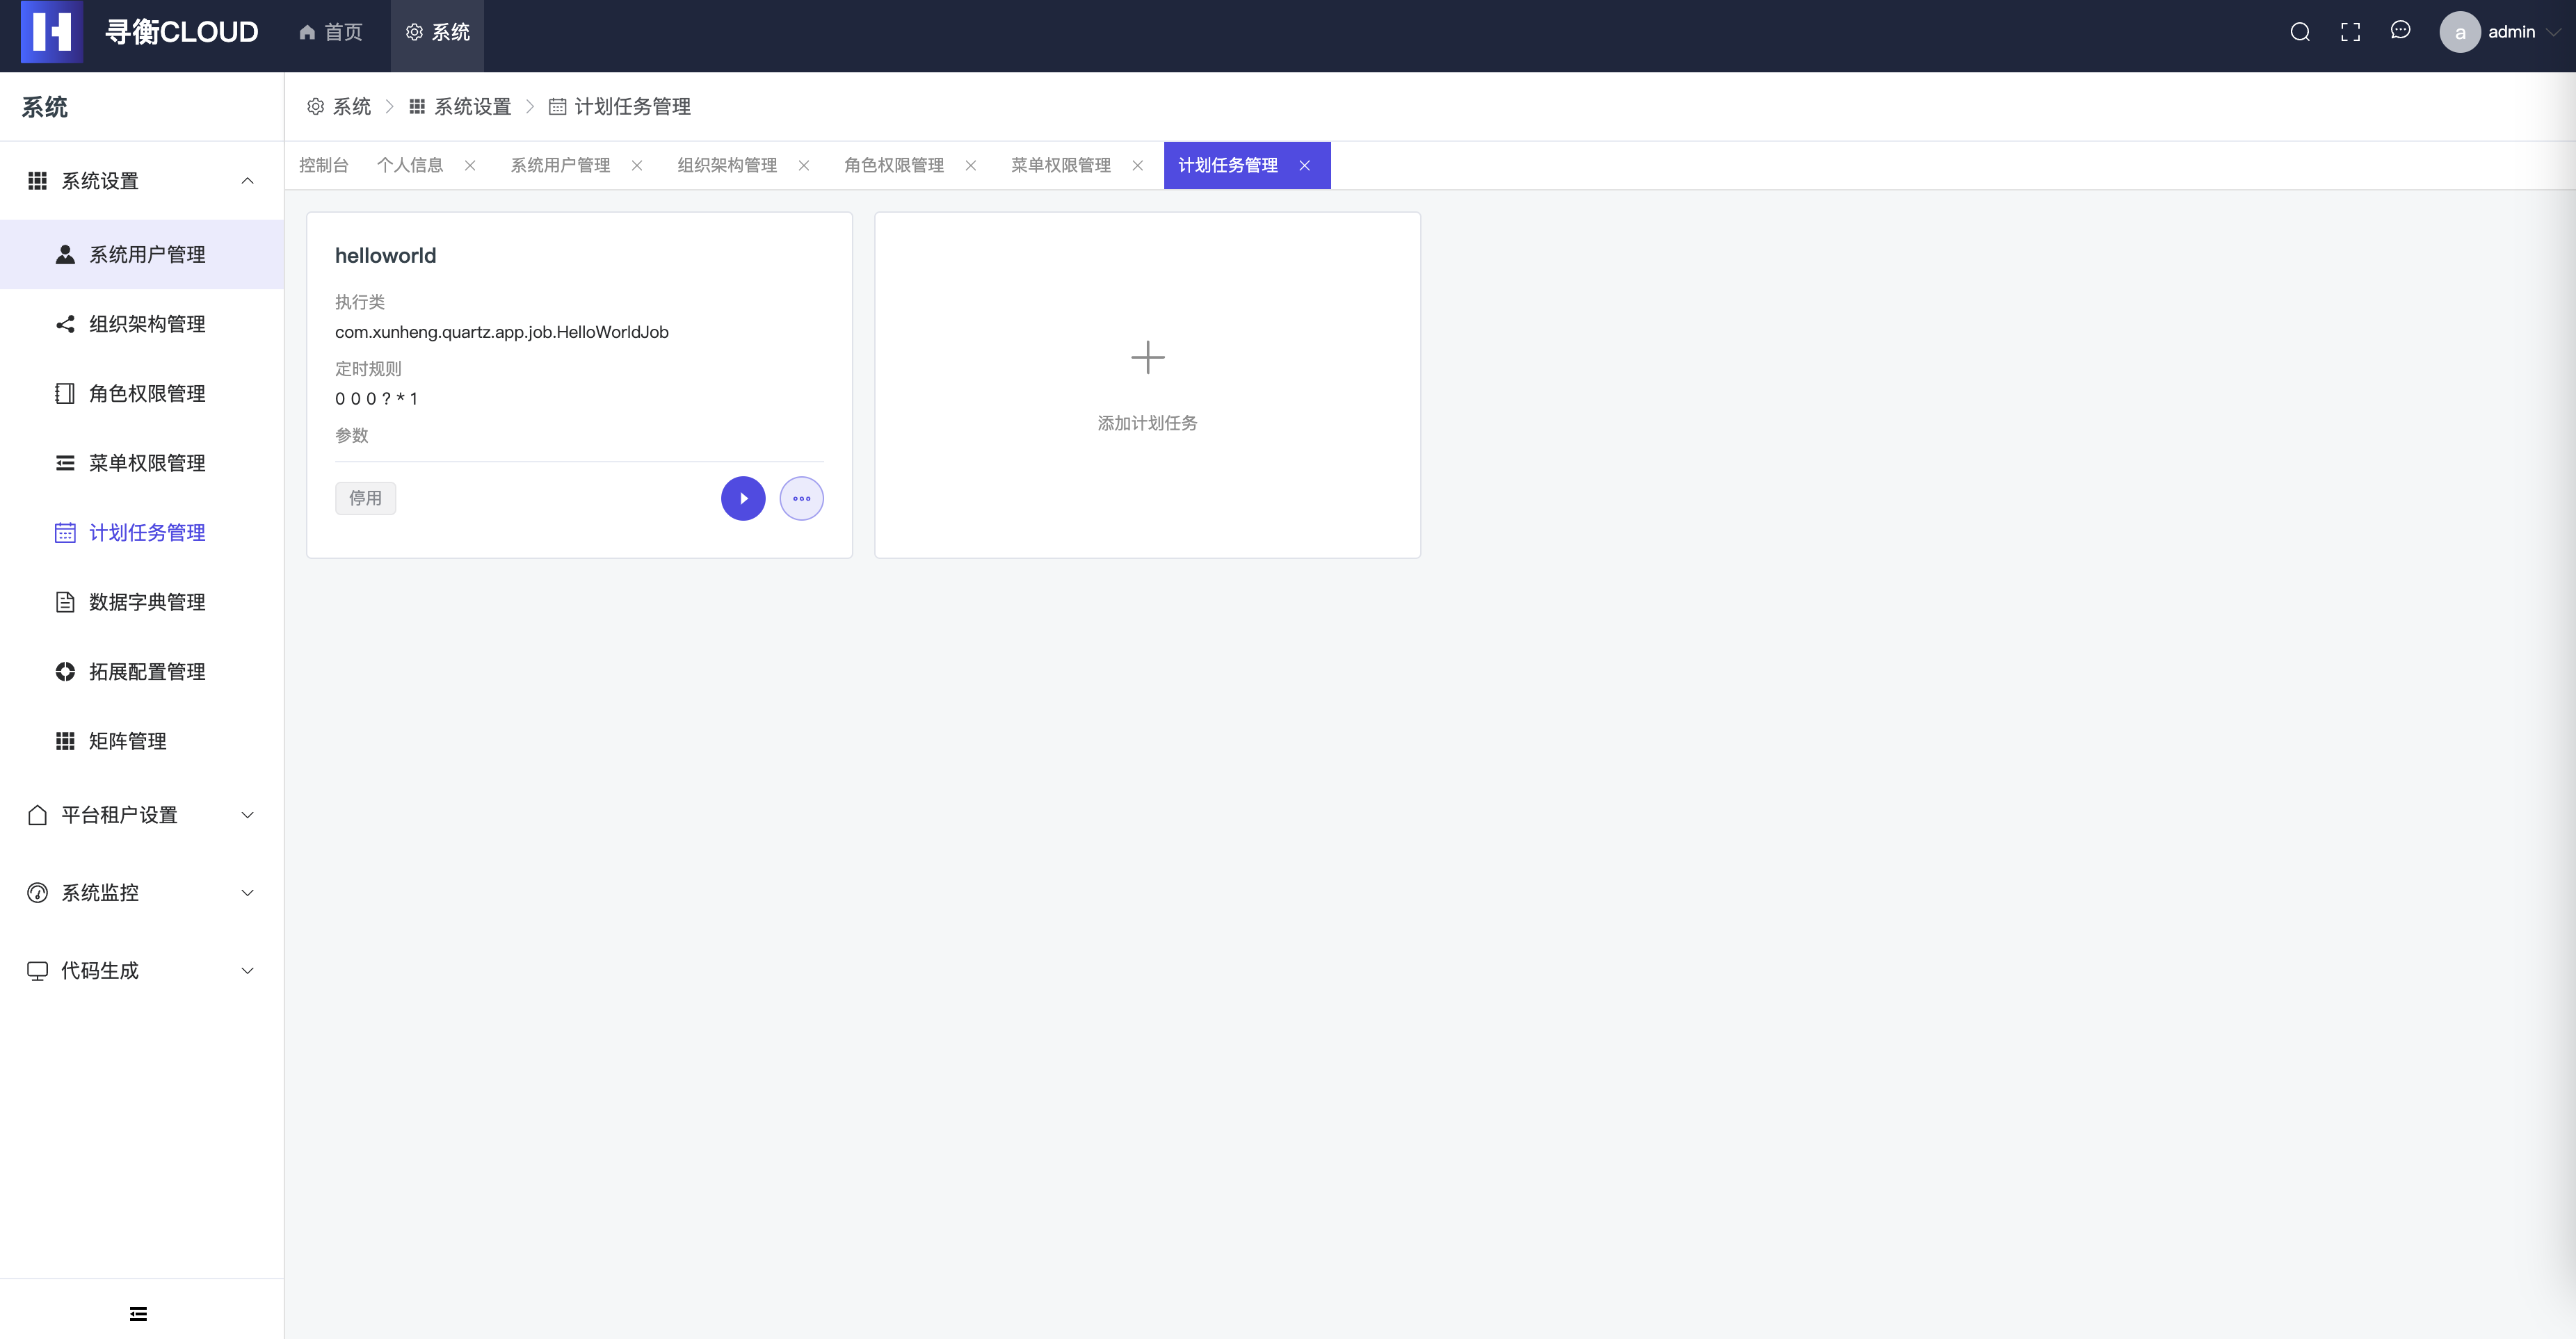 寻衡CLOUD
首页
系统
a
admin
系统
系统 系统设置 计划任务管理
控制台 个人信息 系统用户管理 组织架构管理 角色权限管理 菜单权限管理 计划任务管理
系统设置
系统用户管理
组织架构管理
角色权限管理
菜单权限管理
计划任务管理
数据字典管理
拓展配置管理
矩阵管理
平台租户设置
系统监控
代码生成
helloworld
执行类
com.xunheng.quartz.app.job.HelloWorldJob
定时规则
0 0 0 ? * 1
参数
停用
添加计划任务